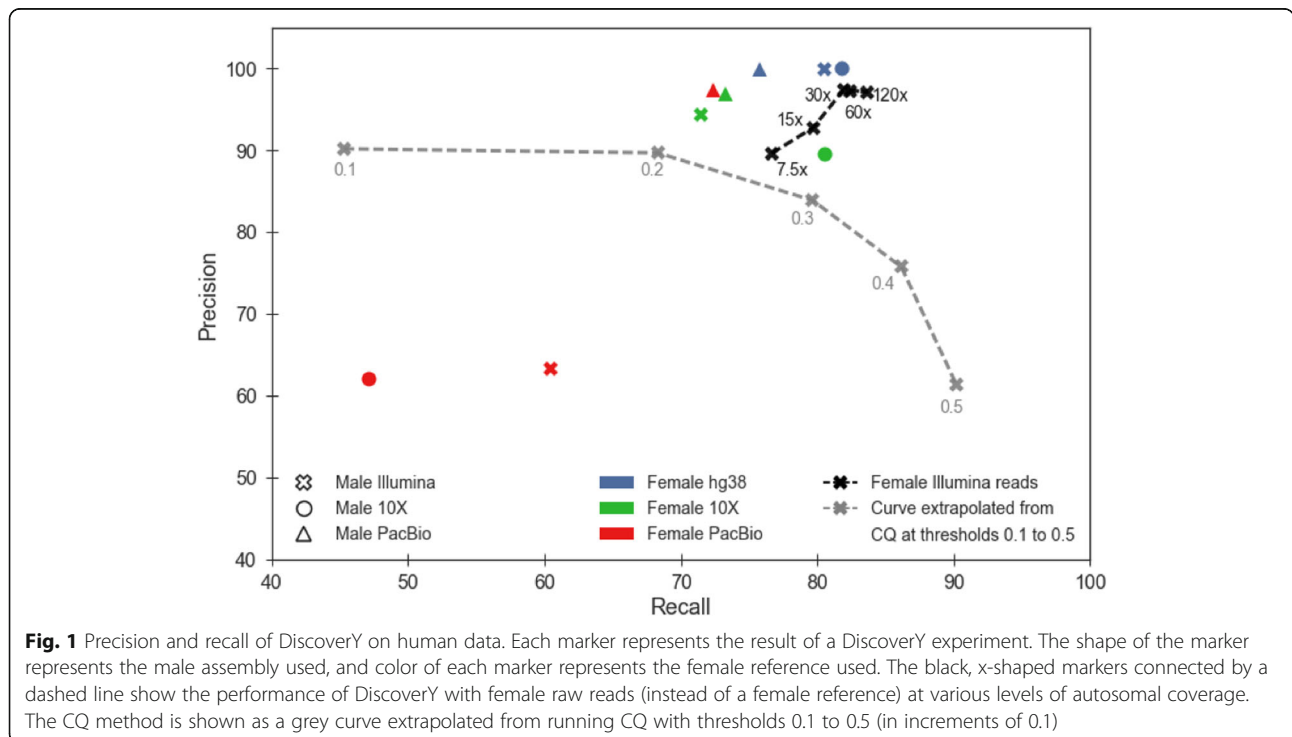 100
90
80
70
60
50
40
Precision
30x
120x
15x
60x
7.5x
0.1
0.2
0.3
0.4
0.5
Male Illumina
Male 10X
Male PacBio
Female hg38
Female 10X
Female PacBio
Female Illumina reads
Curve extrapolated from
CQ at thresholds 0.1 to 0.5
40
50
60
70
80
90
100
Recall
Fig. 1 Precision and recall of DiscoverY on human data. Each marker represents the result of a DiscoverY experiment. The shape of the marker
represents the male assembly used, and color of each marker represents the female reference used. The black, x-shaped markers connected by a
dashed line show the performance of DiscoverY with female raw reads (instead of a female reference) at various levels of autosomal coverage.
The CQ method is shown as a grey curve extrapolated from running CQ with thresholds 0.1 to 0.5 (in increments of 0.1)